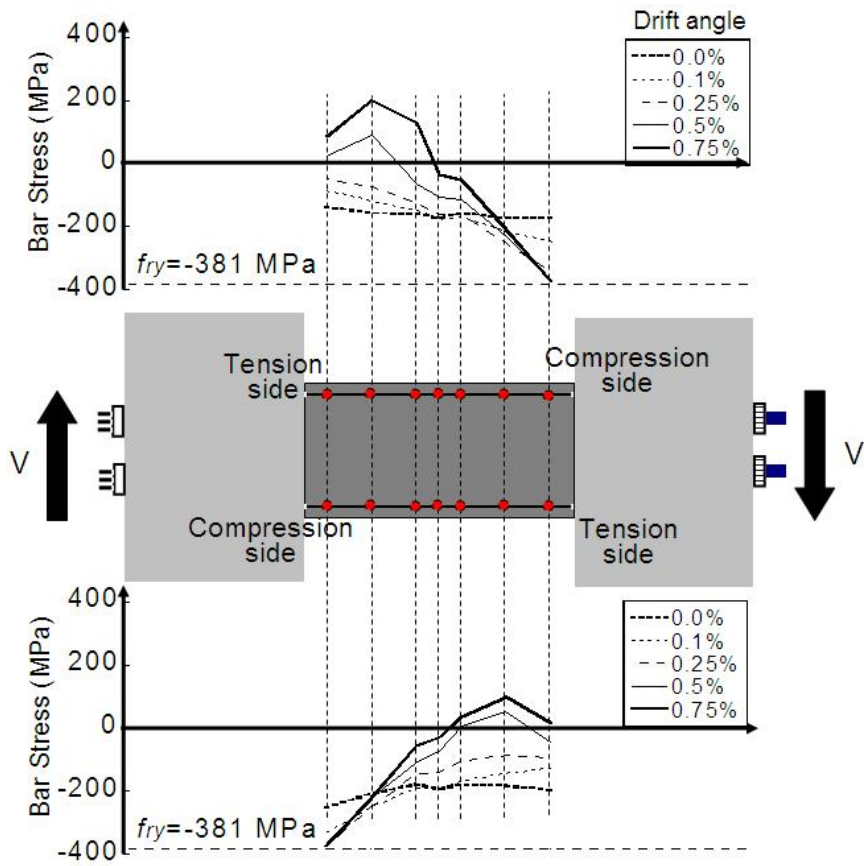 Drift angle
0.0%
0.1%
0.25%
0.5%
0.75%
Bar Stress (MPa)
400
200
0
-200
-400
fry=-381 MPa
Tension
side
Compression
side
V
V
Compression
side
Tension
side
0.0%
0.1%
0.25%
0.5%
0.75%
Bar Stress (MPa)
400
200
0
-200
-400
fry=-381 MPa